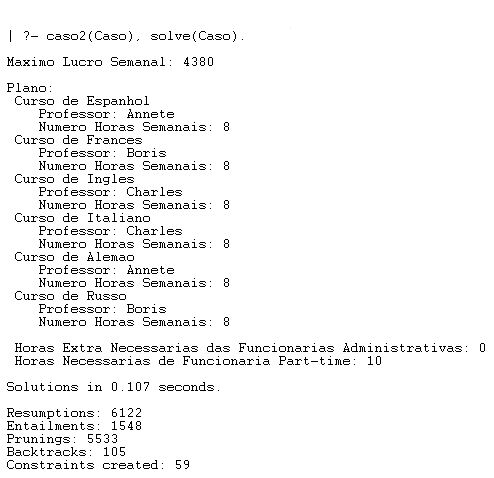 | ?- caso2(Caso), solve(Caso).
Maximo Lucro Semanal: 4380
Plano:
Curso de Espanhol
Professor: Annete
Numero Horas Semanais: 8
Curso de Frances
Professor: Boris
Numero Horas Semanais: 8
Curso de Ingles
Professor: Charles
Numero Horas Semanais: 8
Curso de Italiano
Professor: Charles
Numero Horas Semanais: 8
Curso de Alemao
Professor: Annete
Numero Horas Semanais: 8
Curso de Russo
Professor: Boris
Numero Horas Semanais: 8
Horas Extra Necessarias das Funcionarias Administrativas: 0
Horas Necessarias de Funcionaria Part-time: 10
Solutions in 0.107 seconds.
Resumptions: 6122
Entailments: 1548
Prunings: 5533
Backtracks: 105
Constraints created: 59